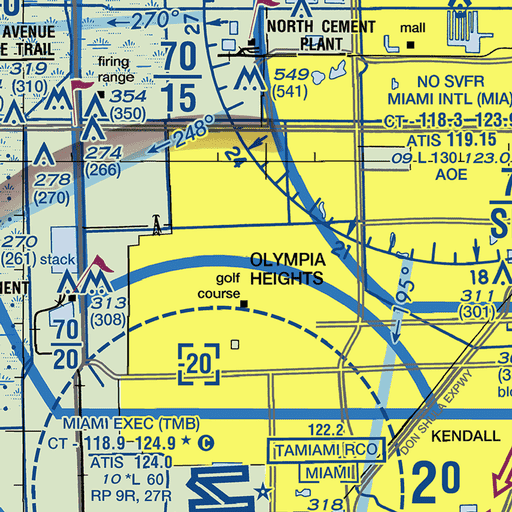 AVENUE
E TRAIL
270°
27
NORTH CEMENT
PLANT
mall
319
(310)
firing
range
70
15
549
(541)
NO SVFR
MIAMI INTL (MIA)
CT - 118.3 - 123.9
ATIS 119.15
09 L 130 123.0
AOE
354
(350)
248°
24
274
(266)
278
(270)
270
(261)
stack
OLYMPIA
HEIGHTS
golf
course
21
195°
18
311
(301)
MENT
313
(308)
70
20
20
DON SHULA EXPWY
KENDALL
MIAMI EXEC (TMB)
CT - 118.9 - 124.9 * C
ATIS 124.0
10 *L 60
RP 9R, 27R
122.2
TAMIAMI RCO
MIAMI
318
20